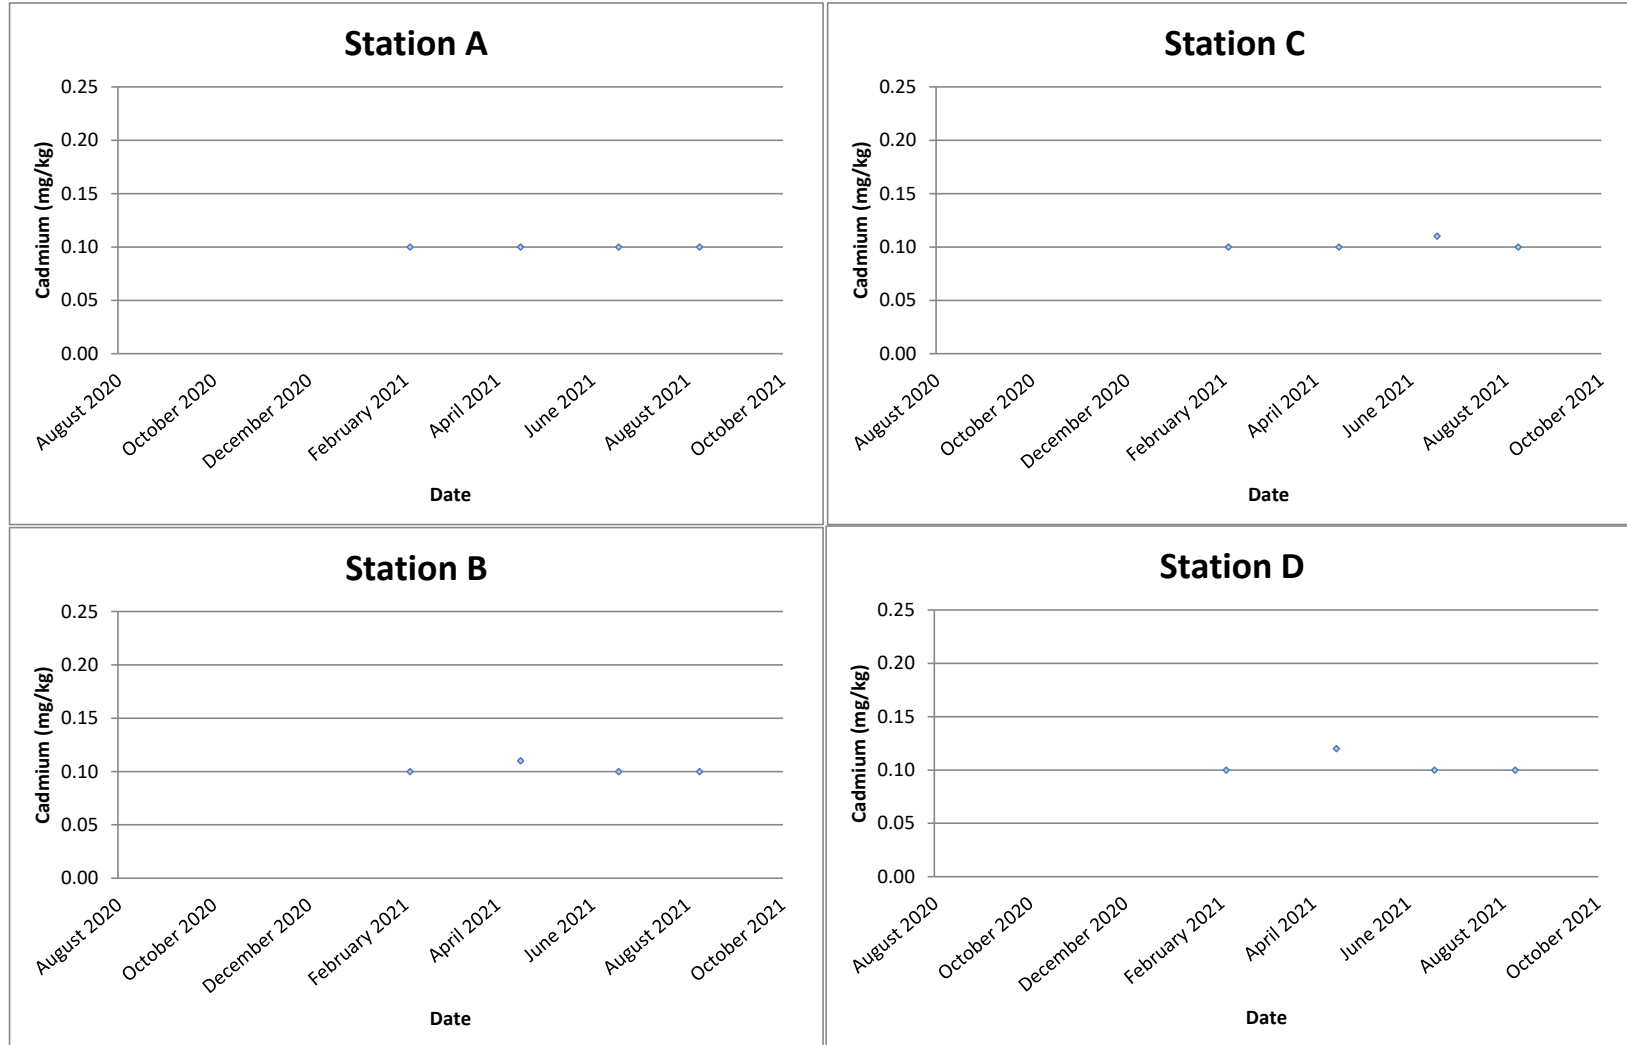 Station A
0.25
0.20
0.15
0.10
0.05
0.00
Cadmium (mg/kg)
August 2020
October 2020
December 2020
February 2021
April 2021
June 2021
August 2021
October 2021
Date
Station C
0.25
0.20
0.15
0.10
0.05
0.00
Cadmium (mg/kg)
August 2020
October 2020
December 2020
February 2021
April 2021
June 2021
August 2021
October 2021
Date
Station B
0.25
0.20
0.15
0.10
0.05
0.00
Cadmium (mg/kg)
August 2020
October 2020
December 2020
February 2021
April 2021
June 2021
August 2021
October 2021
Date
Station D
0.25
0.20
0.15
0.10
0.05
0.00
Cadmium (mg/kg)
August 2020
October 2020
December 2020
February 2021
April 2021
June 2021
August 2021
October 2021
Date